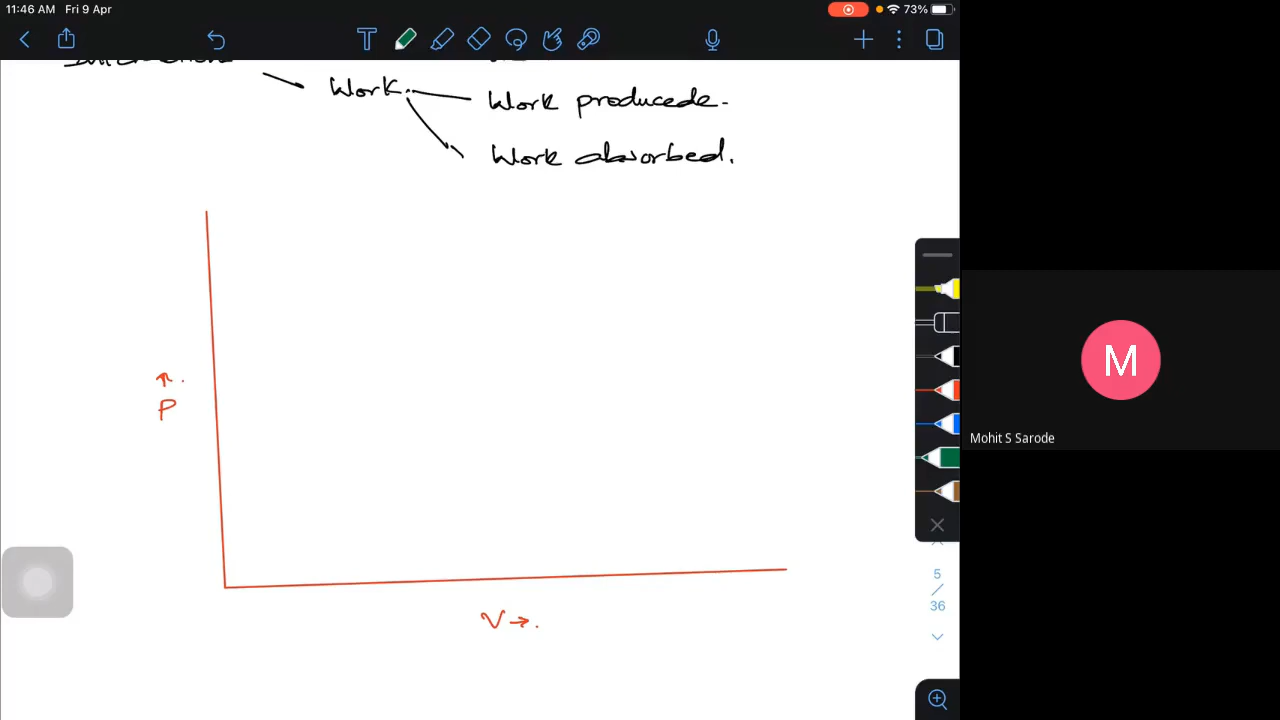 11:46 AM Fri 9 Apr
73%
T
Work.
Work producede.
Work absorbed.
P
V →.
5
/
36
M
Mohit S Sarode